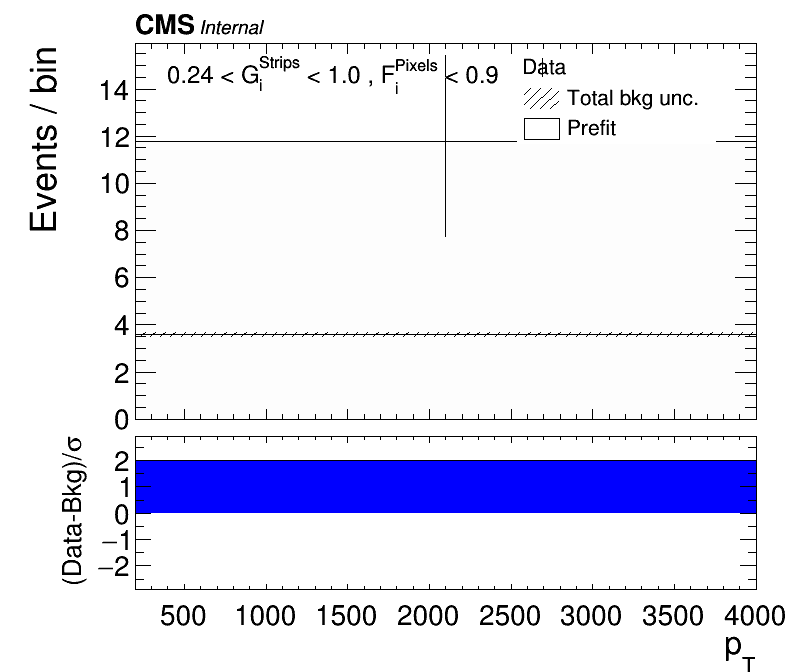 CMS Internal
Events / bin
0.24 < G_i^Strips < 1.0 , F_i^Pixels < 0.9
Data
Total bkg unc.
Prefit
14
12
10
8
6
4
2
0
(Data-Bkg)/σ
2
1
0
−1
−2
500 1000 1500 2000 2500 3000 3500 4000
p_T